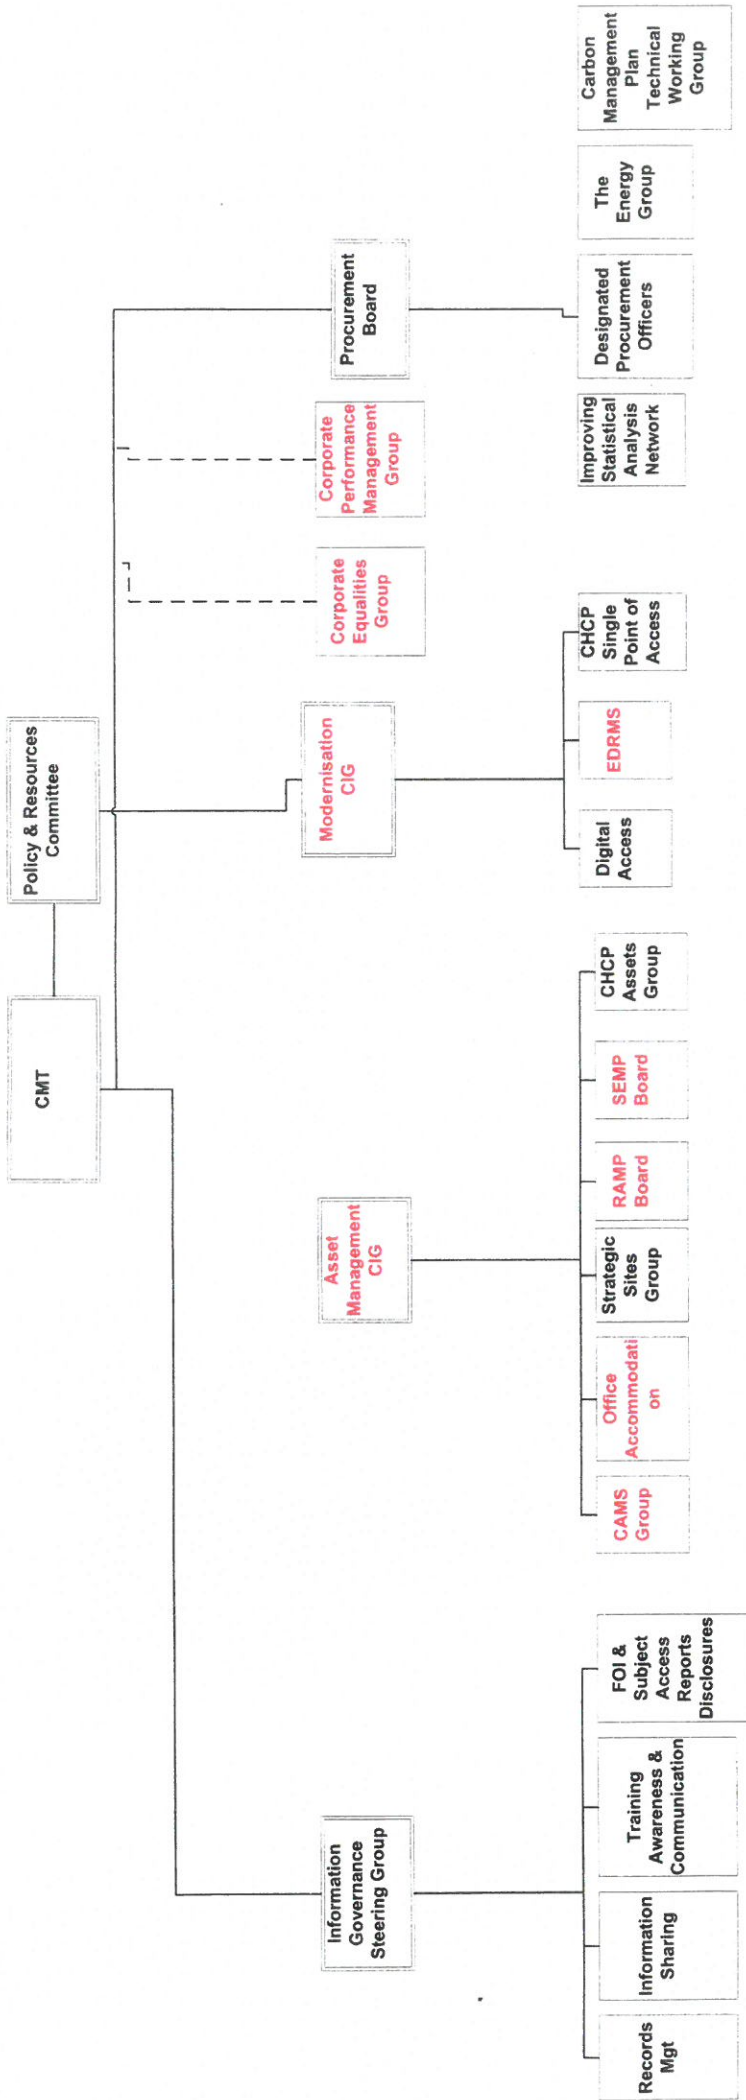 CMT
Policy & Resources
Committee
Information
Governance
Steering Group
Asset
Management
CIG
Modernisation
CIG
Corporate
Equalities
Group
Corporate
Performance
Management
Group
Procurement
Board
Records
Mgt
Information
Sharing
Training
Awareness &
Communication
FOI &
Subject
Access
Reports
Disclosures
CAMS
Group
Office
Accommodati
on
Strategic
Sites
Group
RAMP
Board
SEMP
Board
CHCP
Assets
Group
Digital
Access
EDRMS
CHCP
Single
Point of
Access
Improving
Statistical
Analysis
Network
Designated
Procurement
Officers
The
Energy
Group
Carbon
Management
Plan
Technical
Working
Group